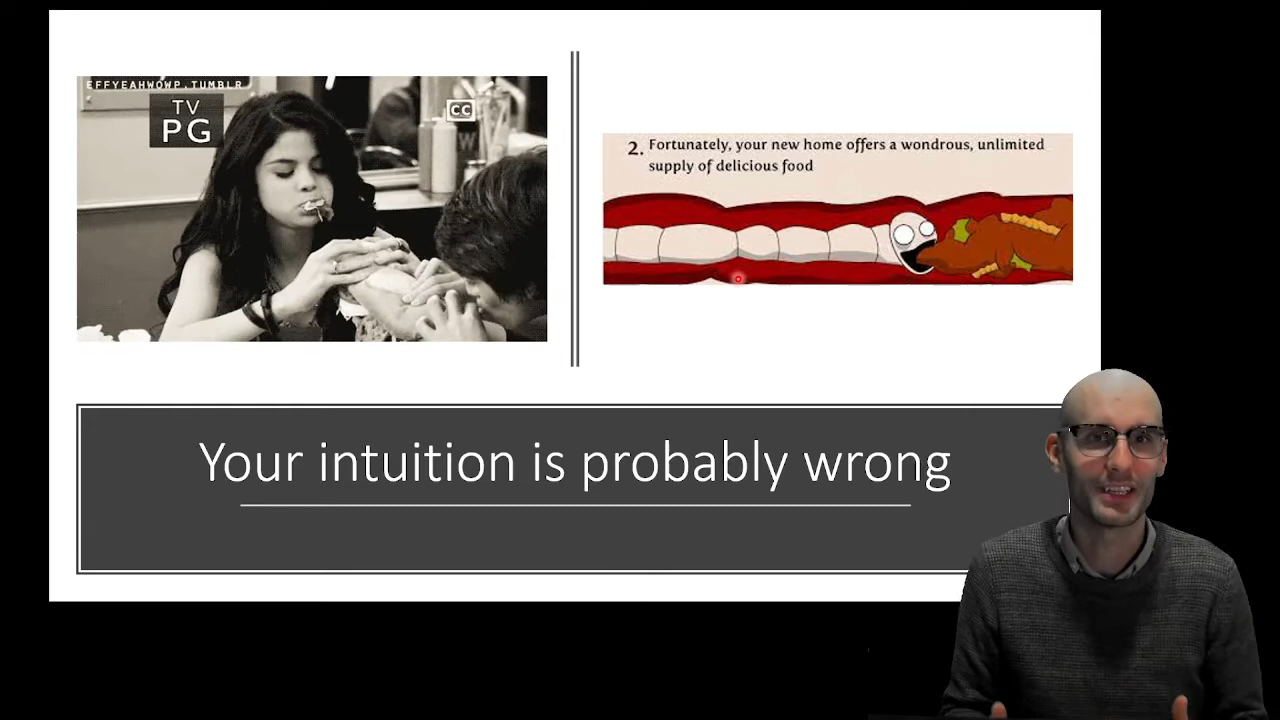 EFFYEAHWOWP.TUMBLR
TV
PG
CC
2. Fortunately, your new home offers a wondrous, unlimited
supply of delicious food
Your intuition is probably wrong